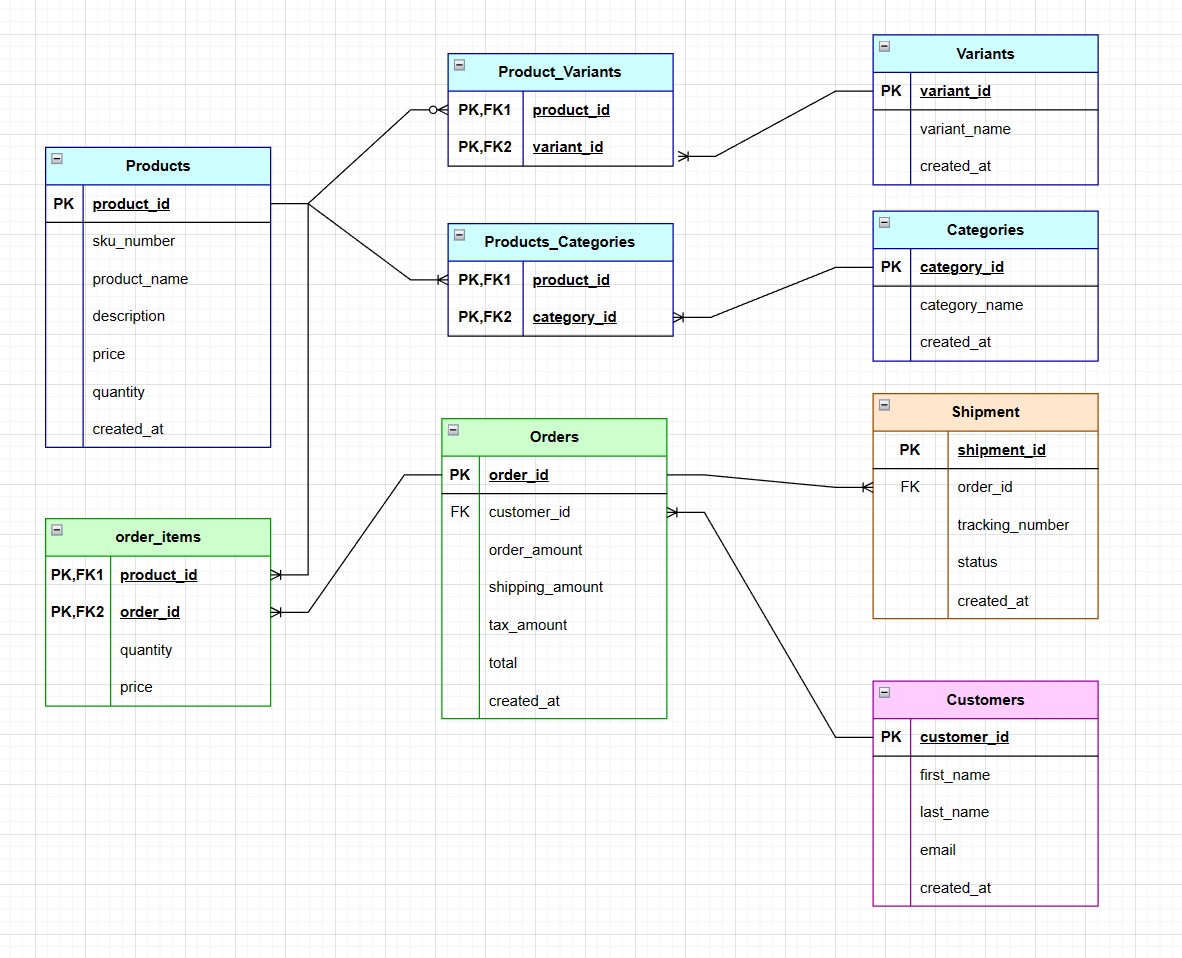 Products
PK product_id
sku_number
product_name
description
price
quantity
created_at
order_items
PK,FK1 product_id
PK,FK2 order_id
quantity
price
Product_Variants
PK,FK1 product_id
PK,FK2 variant_id
Products_Categories
PK,FK1 product_id
PK,FK2 category_id
Orders
PK order_id
FK customer_id
order_amount
shipping_amount
tax_amount
total
created_at
Variants
PK variant_id
variant_name
created_at
Categories
PK category_id
category_name
created_at
Shipment
PK shipment_id
FK order_id
tracking_number
status
created_at
Customers
PK customer_id
first_name
last_name
email
created_at